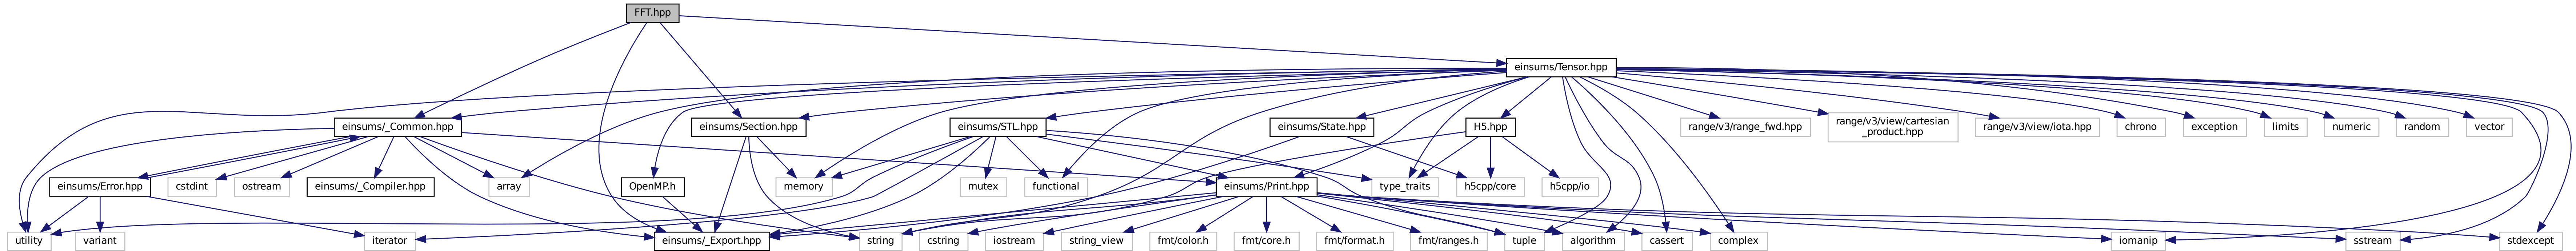 FFT.hpp
einsums/Tensor.hpp
einsums/_Common.hpp
einsums/Section.hpp
einsums/STL.hpp
einsums/State.hpp
H5.hpp
range/v3/range_fwd.hpp
range/v3/view/cartesian
_product.hpp
range/v3/view/iota.hpp
chrono
exception
limits
numeric
random
vector
einsums/Error.hpp
cstdint
ostream
einsums/_Compiler.hpp
array
OpenMP.h
memory
mutex
functional
einsums/Print.hpp
type_traits
h5cpp/core
h5cpp/io
utility
variant
iterator
einsums/_Export.hpp
string
cstring
iostream
string_view
fmt/color.h
fmt/core.h
fmt/format.h
fmt/ranges.h
tuple
algorithm
cassert
complex
iomanip
sstream
stdexcept